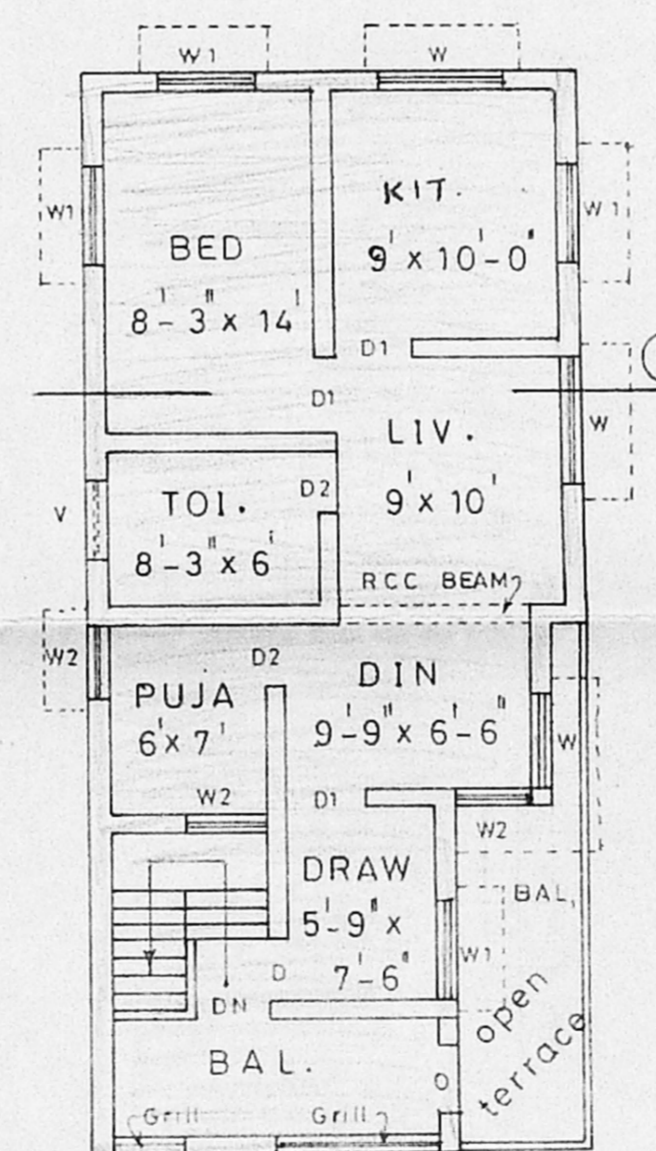 W1
W
W1
KIT.
W1
9' x 10'-0"
BED
8'-3" x 14'
D1
D1
LIV.
W
9' x 10'
D2
TOI.
V
8'-3" x 6'
RCC BEAM
W2
D2
DIN
PUJA
9'-9" x 6'-6"
6' x 7'
W
W2
D1
W2
DRAW
BAL,
5'-9" x
7'-6"
W1
D
DN
open
terrace
BAL.
O
Grill
Grill